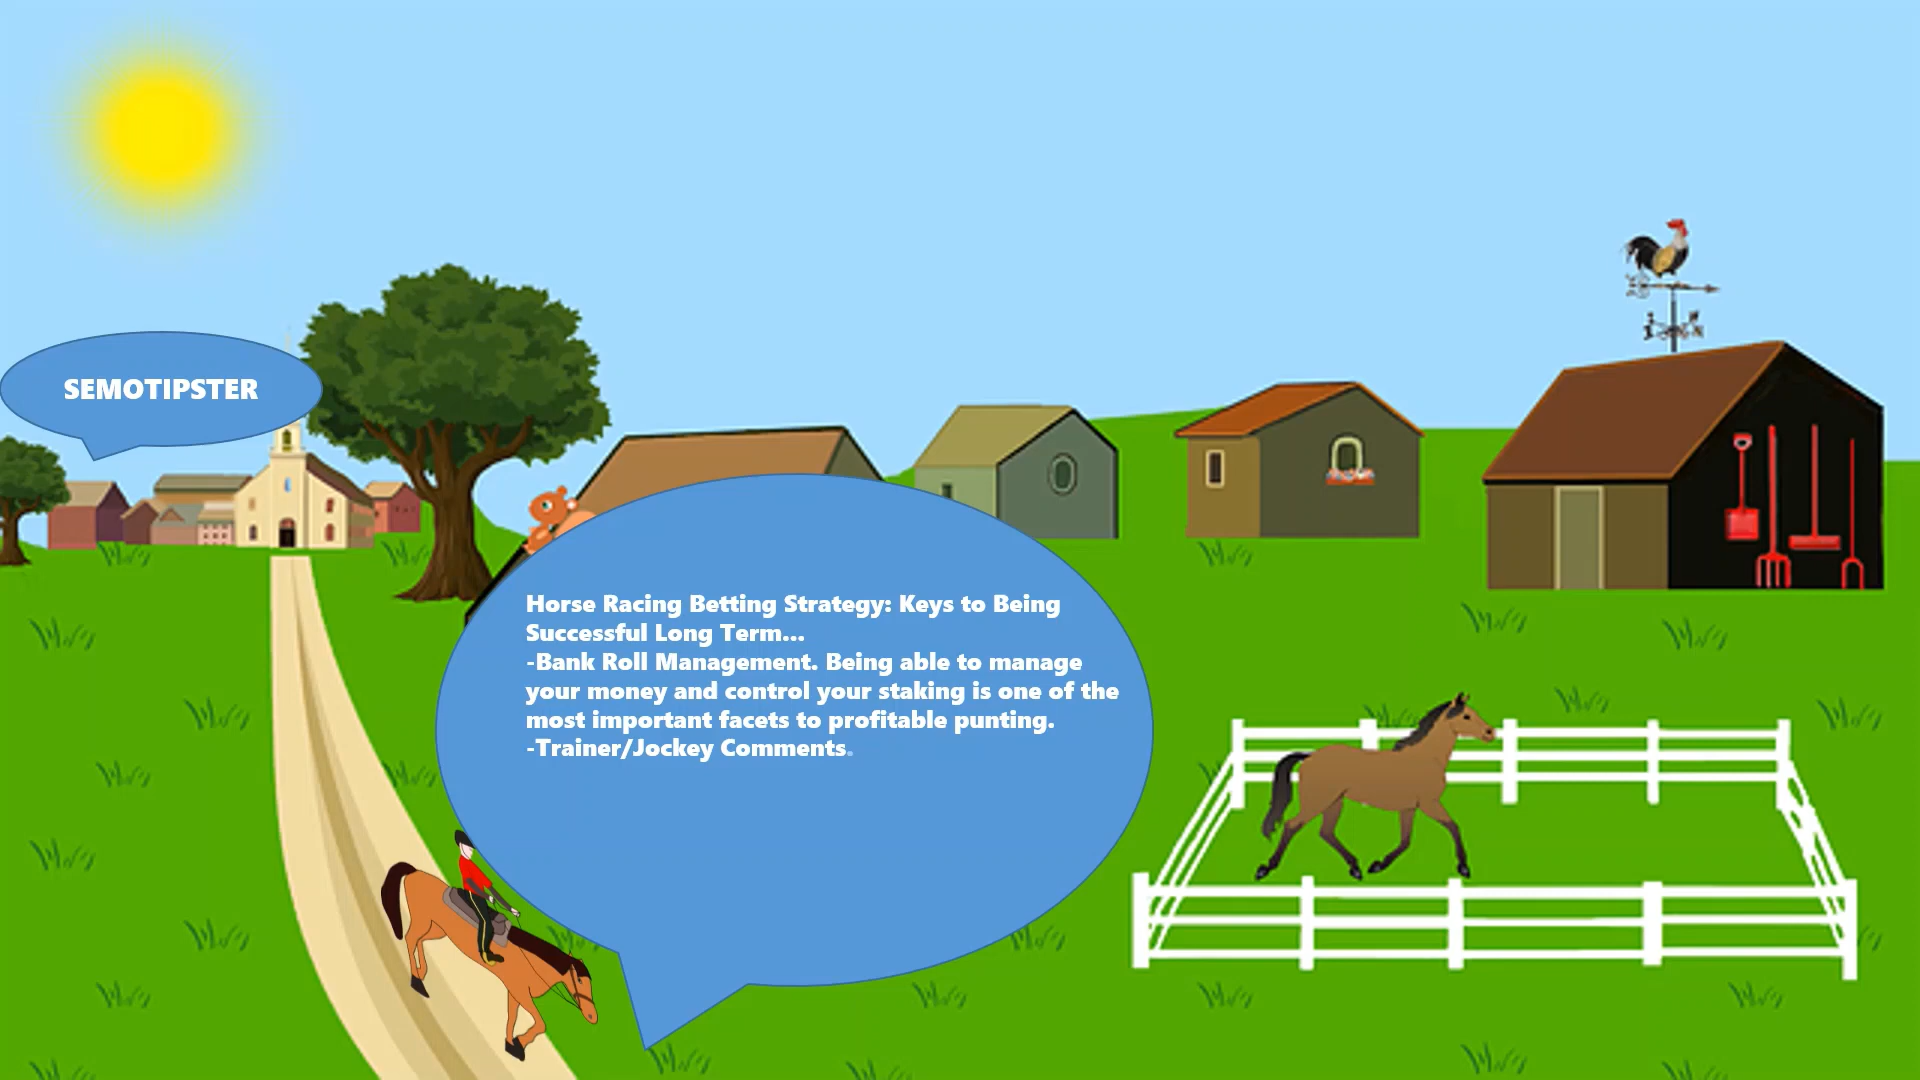 SEMOTIPSTER
Horse Racing Betting Strategy: Keys to Being
Successful Long Term...
-Bank Roll Management. Being able to manage
your money and control your staking is one of the
most important facets to profitable punting.
-Trainer/Jockey Comments.